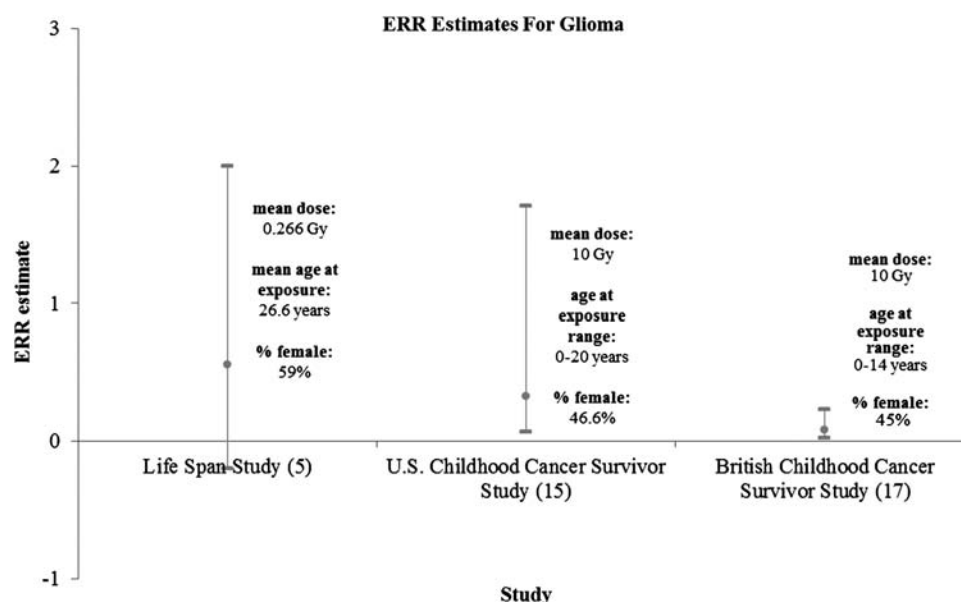 ERR Estimates For Glioma
3
2
1
0
-1
ERR estimate
mean dose:
0.266 Gy
mean age at
exposure:
26.6 years
% female:
59%
mean dose:
10 Gy
age at
exposure
range:
0-20 years
% female:
46.6%
mean dose:
10 Gy
age at
exposure
range:
0-14 years
% female:
45%
Life Span Study (5)
U.S. Childhood Cancer Survivor
Study (15)
British Childhood Cancer
Survivor Study (17)
Study